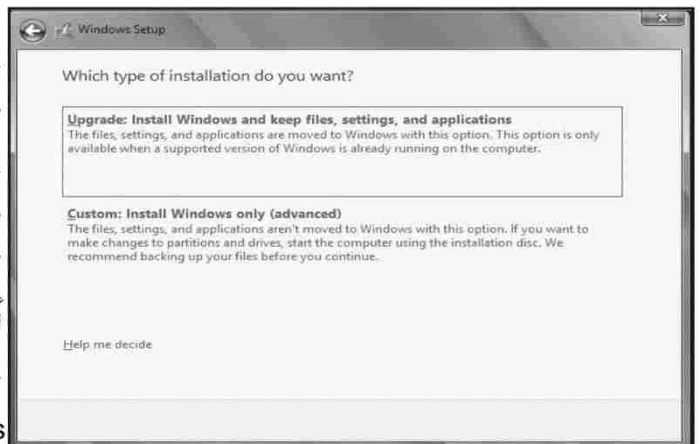 Windows Setup
Which type of installation do you want?
Upgrade: Install Windows and keep files, settings, and applications
The files, settings, and applications are moved to Windows with this option. This option is only
available when a supported version of Windows is already running on the computer.
Custom: Install Windows only (advanced)
The files, settings, and applications aren't moved to Windows with this option. If you want to
make changes to partitions and drives, start the computer using the installation disc. We
recommend backing up your files before you continue.
Help me decide